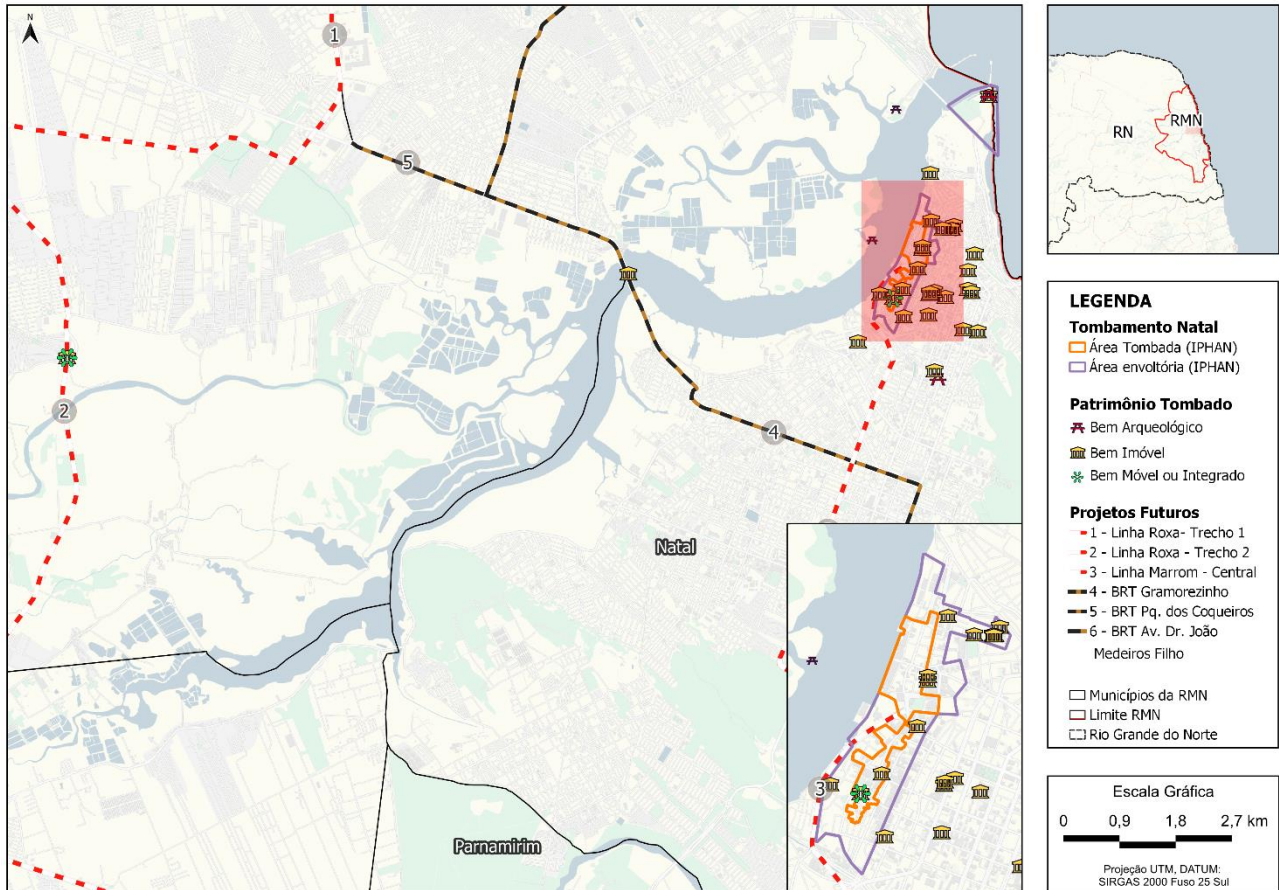 N
1
5
2
4
Natal
Parnamirim
3
RN
RMN
LEGENDA
Tombamento Natal
Área Tombada (IPHAN)
Área envoltória (IPHAN)
Patrimônio Tombado
Bem Arqueológico
Bem Imóvel
Bem Móvel ou Integrado
Projetos Futuros
1 - Linha Roxa- Trecho 1
2 - Linha Roxa - Trecho 2
3 - Linha Marrom - Central
4 - BRT Gramorezinho
5 - BRT Pq. dos Coqueiros
6 - BRT Av. Dr. João
Medeiros Filho
Municípios da RMN
Limite RMN
Rio Grande do Norte
Escala Gráfica
0 0,9 1,8 2,7 km
Projeção UTM, DATUM:
SIRGAS 2000 Fuso 25 Sul